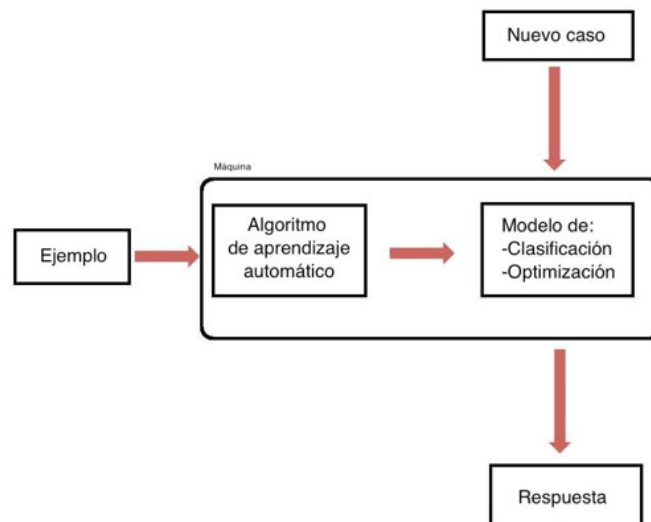 Nuevo caso
Máquina
Ejemplo
Algoritmo
de aprendizaje
automático
Modelo de:
-Clasificación
-Optimización
Respuesta